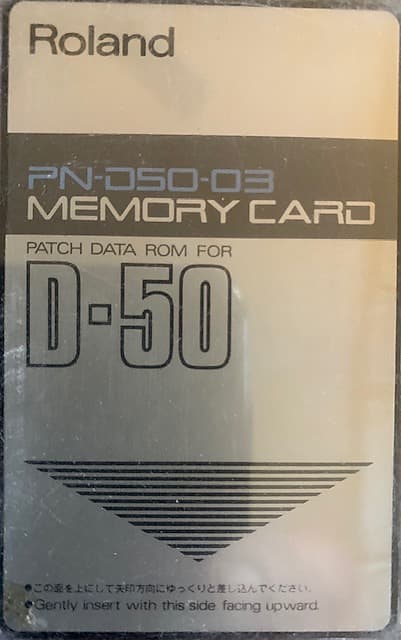 Roland
PN-D50-03
MEMORY CARD
PATCH DATA ROM FOR
D-50
●この面を上にして矢印方向にゆっくりと差し込んでください。
●Gently insert with this side facing upward.